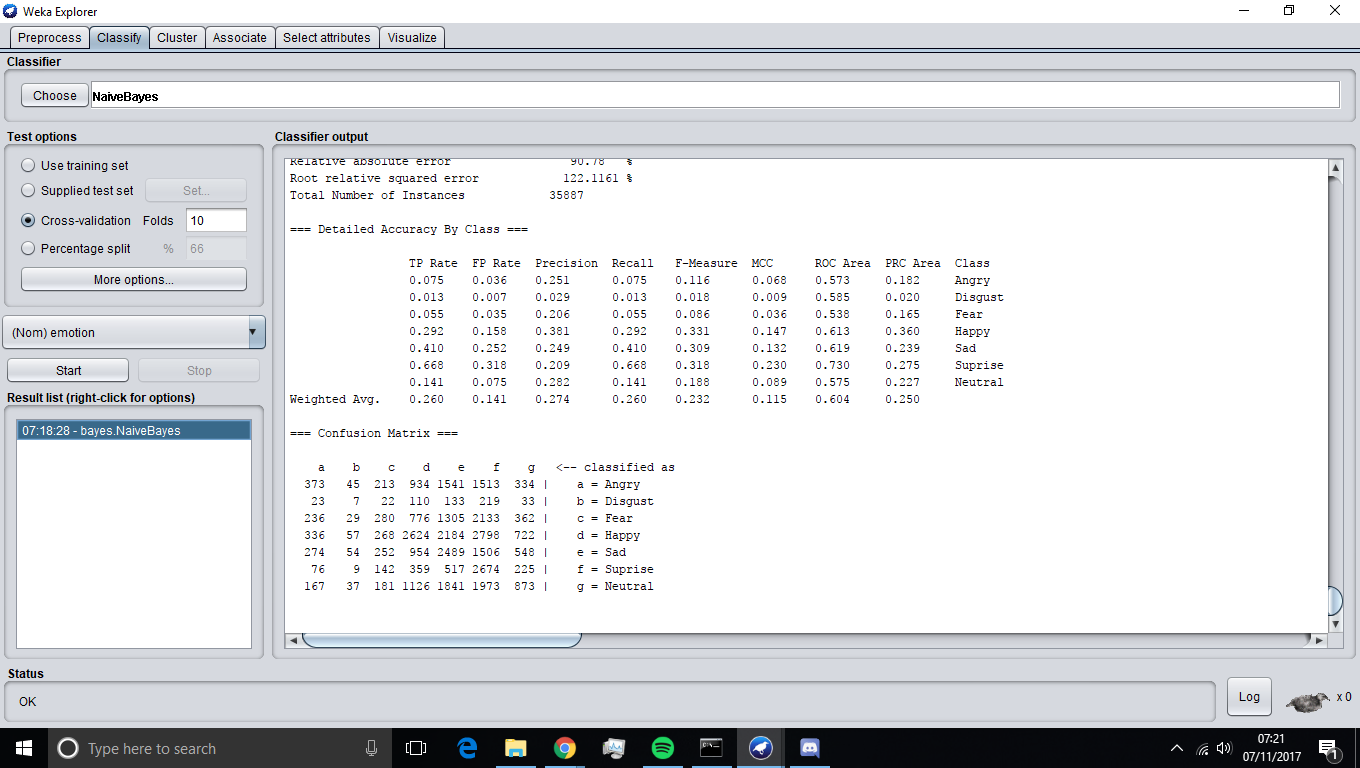 Weka Explorer
Preprocess Classify Cluster Associate Select attributes Visualize
Classifier
Choose NaiveBayes
Test options
Use training set
Supplied test set Set...
Cross-validation Folds 10
Percentage split % 66
More options...
(Nom) emotion
Start Stop
Result list (right-click for options)
07:18:28 - bayes.NaiveBayes
Classifier output
Relative absolute error 90.78 %
Root relative squared error 122.1161 %
Total Number of Instances 35887
=== Detailed Accuracy By Class ===
TP Rate FP Rate Precision Recall F-Measure MCC ROC Area PRC Area Class
0.075 0.036 0.251 0.075 0.116 0.068 0.573 0.182 Angry
0.013 0.007 0.029 0.013 0.018 0.009 0.585 0.020 Disgust
0.055 0.035 0.206 0.055 0.086 0.036 0.538 0.165 Fear
0.292 0.158 0.381 0.292 0.331 0.147 0.613 0.360 Happy
0.410 0.252 0.249 0.410 0.309 0.132 0.619 0.239 Sad
0.668 0.318 0.209 0.668 0.318 0.230 0.730 0.275 Suprise
0.141 0.075 0.282 0.141 0.188 0.089 0.575 0.227 Neutral
Weighted Avg. 0.260 0.141 0.274 0.260 0.232 0.115 0.604 0.250
=== Confusion Matrix ===
a b c d e f g <-- classified as
373 45 213 934 1541 1513 334 | a = Angry
23 7 22 110 133 219 33 | b = Disgust
236 29 280 776 1305 2133 362 | c = Fear
336 57 268 2624 2184 2798 722 | d = Happy
274 54 252 954 2489 1506 548 | e = Sad
76 9 142 359 517 2674 225 | f = Suprise
167 37 181 1126 1841 1973 873 | g = Neutral
Status
OK
Log
x 0
Type here to search
07:21
07/11/2017
1